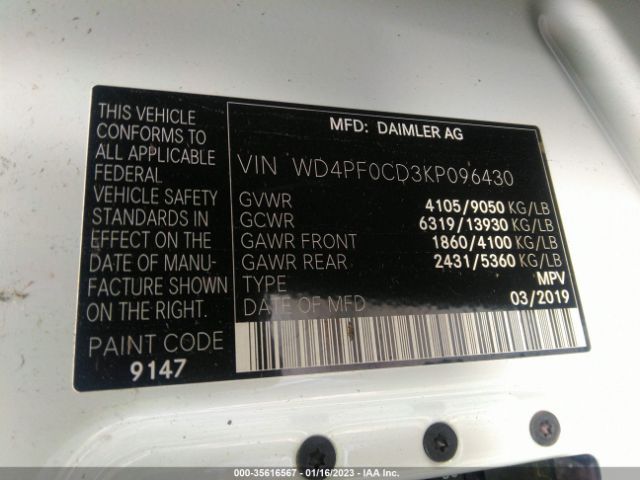 THIS VEHICLE
CONFORMS TO
ALL APPLICABLE
FEDERAL
VEHICLE SAFETY
STANDARDS IN
EFFECT ON THE
DATE OF MANU-
FACTURE SHOWN
ON THE RIGHT.
PAINT CODE
9147
MFD: DAIMLER AG
VIN WD4PF0CD3KP096430
GVWR 4105/9050 KG/LB
GCWR 6319/13930 KG/LB
GAWR FRONT 1860/4100 KG/LB
GAWR REAR 2431/5360 KG/LB
TYPE MPV
DATE OF MFD 03/2019
000-35616567 - 01/16/2023 - IAA Inc.